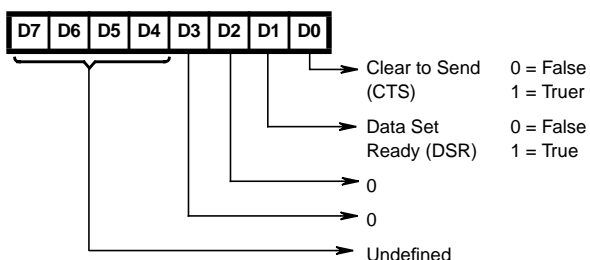 D7 D6 D5 D4 D3 D2 D1 D0
Clear to Send 0 = False
(CTS) 1 = Truer
Data Set 0 = False
Ready (DSR) 1 = True
0
0
Undefined